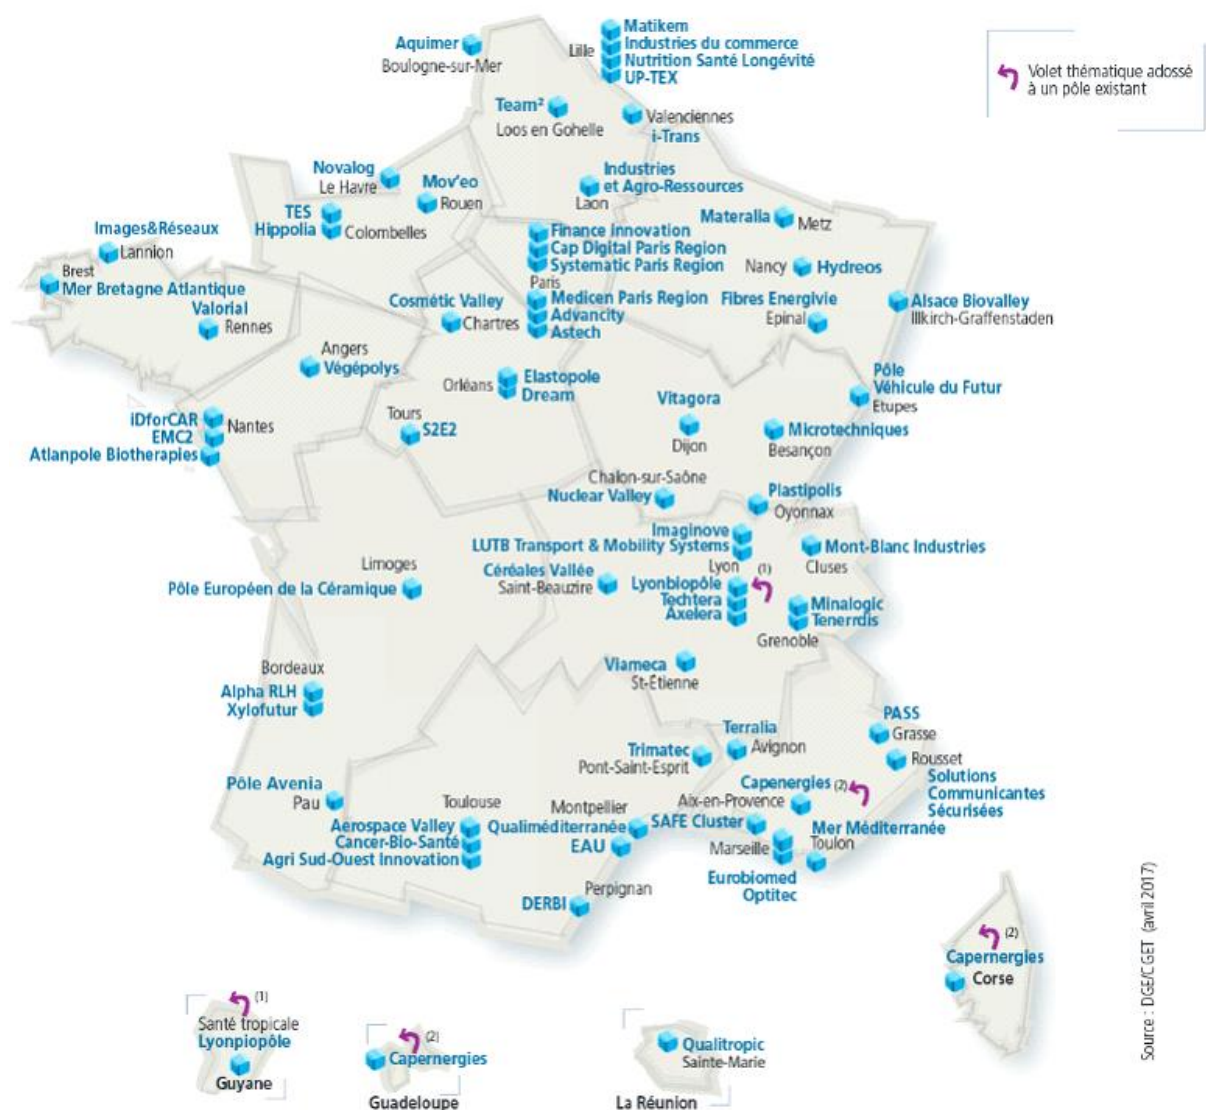 Matikem
Industries du commerce
Nutrition Santé Longévité
UP-TEX
Lille
Aquimer
Boulogne-sur-Mer
Volet thématique adossé
à un pôle existant
Team²
Loos en Gohelle
Valenciennes
i-Trans
Novalog
Le Havre
Mov'eo
Rouen
Industries
et Agro-Ressources
Laon
TES
Hippolia
Colombelles
Materalia
Metz
Images&Réseaux
Lannion
Finance innovation
Cap Digital Paris Region
Systematic Paris Region
Paris
Medicen Paris Region
Advancity
Astech
Nancy
Hydreos
Brest
Mer Bretagne Atlantique
Valorial
Rennes
Cosmétic Valley
Chartres
Fibres Energivie
Epinal
Alsace Biovalley
Illkirch-Graffenstaden
Angers
Végépolys
Orléans
Elastopole
Dream
Pôle
Véhicule du Futur
Etupes
Vitagora
Dijon
iDforCAR
EMC2
Atlanpole Biotherapies
Nantes
Tours
S2E2
Microtechniques
Besançon
Chalon-sur-Saône
Nuclear Valley
Plastipolis
Oyonnax
Imaginove
LUTB Transport & Mobility Systems
Lyon
(1)
Lyonbiopôle
Techtera
Axelera
Mont-Blanc Industries
Cluses
Limoges
Pôle Européen de la Céramique
Céréales Vallée
Saint-Beauzire
Minalogic
Tenerrdis
Grenoble
Viameca
St-Étienne
Bordeaux
Alpha RLH
Xylofutur
PASS
Grasse
Rousset
Solutions
Communicantes
Sécurisées
Terralia
Avignon
Trimatec
Pont-Saint-Esprit
Pôle Avenia
Pau
Capenergies
(2)
Aix-en-Provence
Toulouse
Aerospace Valley
Cancer-Bio-Santé
Agri Sud-Ouest Innovation
Montpellier
Qualiméditerranée
EAU
SAFE Cluster
Mer Méditerranée
Toulon
Marseille
Eurobiomed
Optitec
Perpignan
DERBI
(2)
Capernergies
Corse
Source : DGE/CGET (avril 2017)
(1)
Santé tropicale
Lyonpiopôle
Guyane
(2)
Capernergies
Guadeloupe
Qualitropic
Sainte-Marie
La Réunion